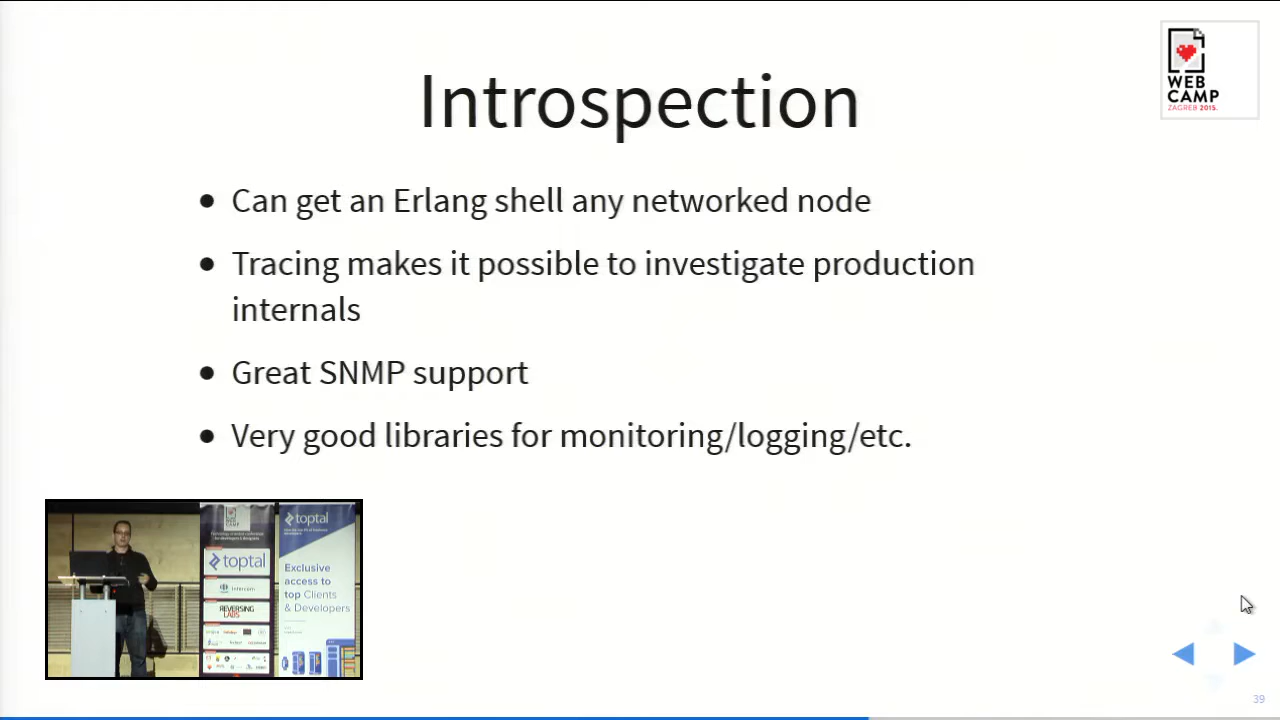 WEB
CAMP
ZAGREB 2015.
Introspection
Can get an Erlang shell any networked node
Tracing makes it possible to investigate production
internals
Great SNMP support
Very good libraries for monitoring/logging/etc.
toptal
intercom
REVERSING
LABS
toptal
Exclusive
access to
top Clients
& Developers
39